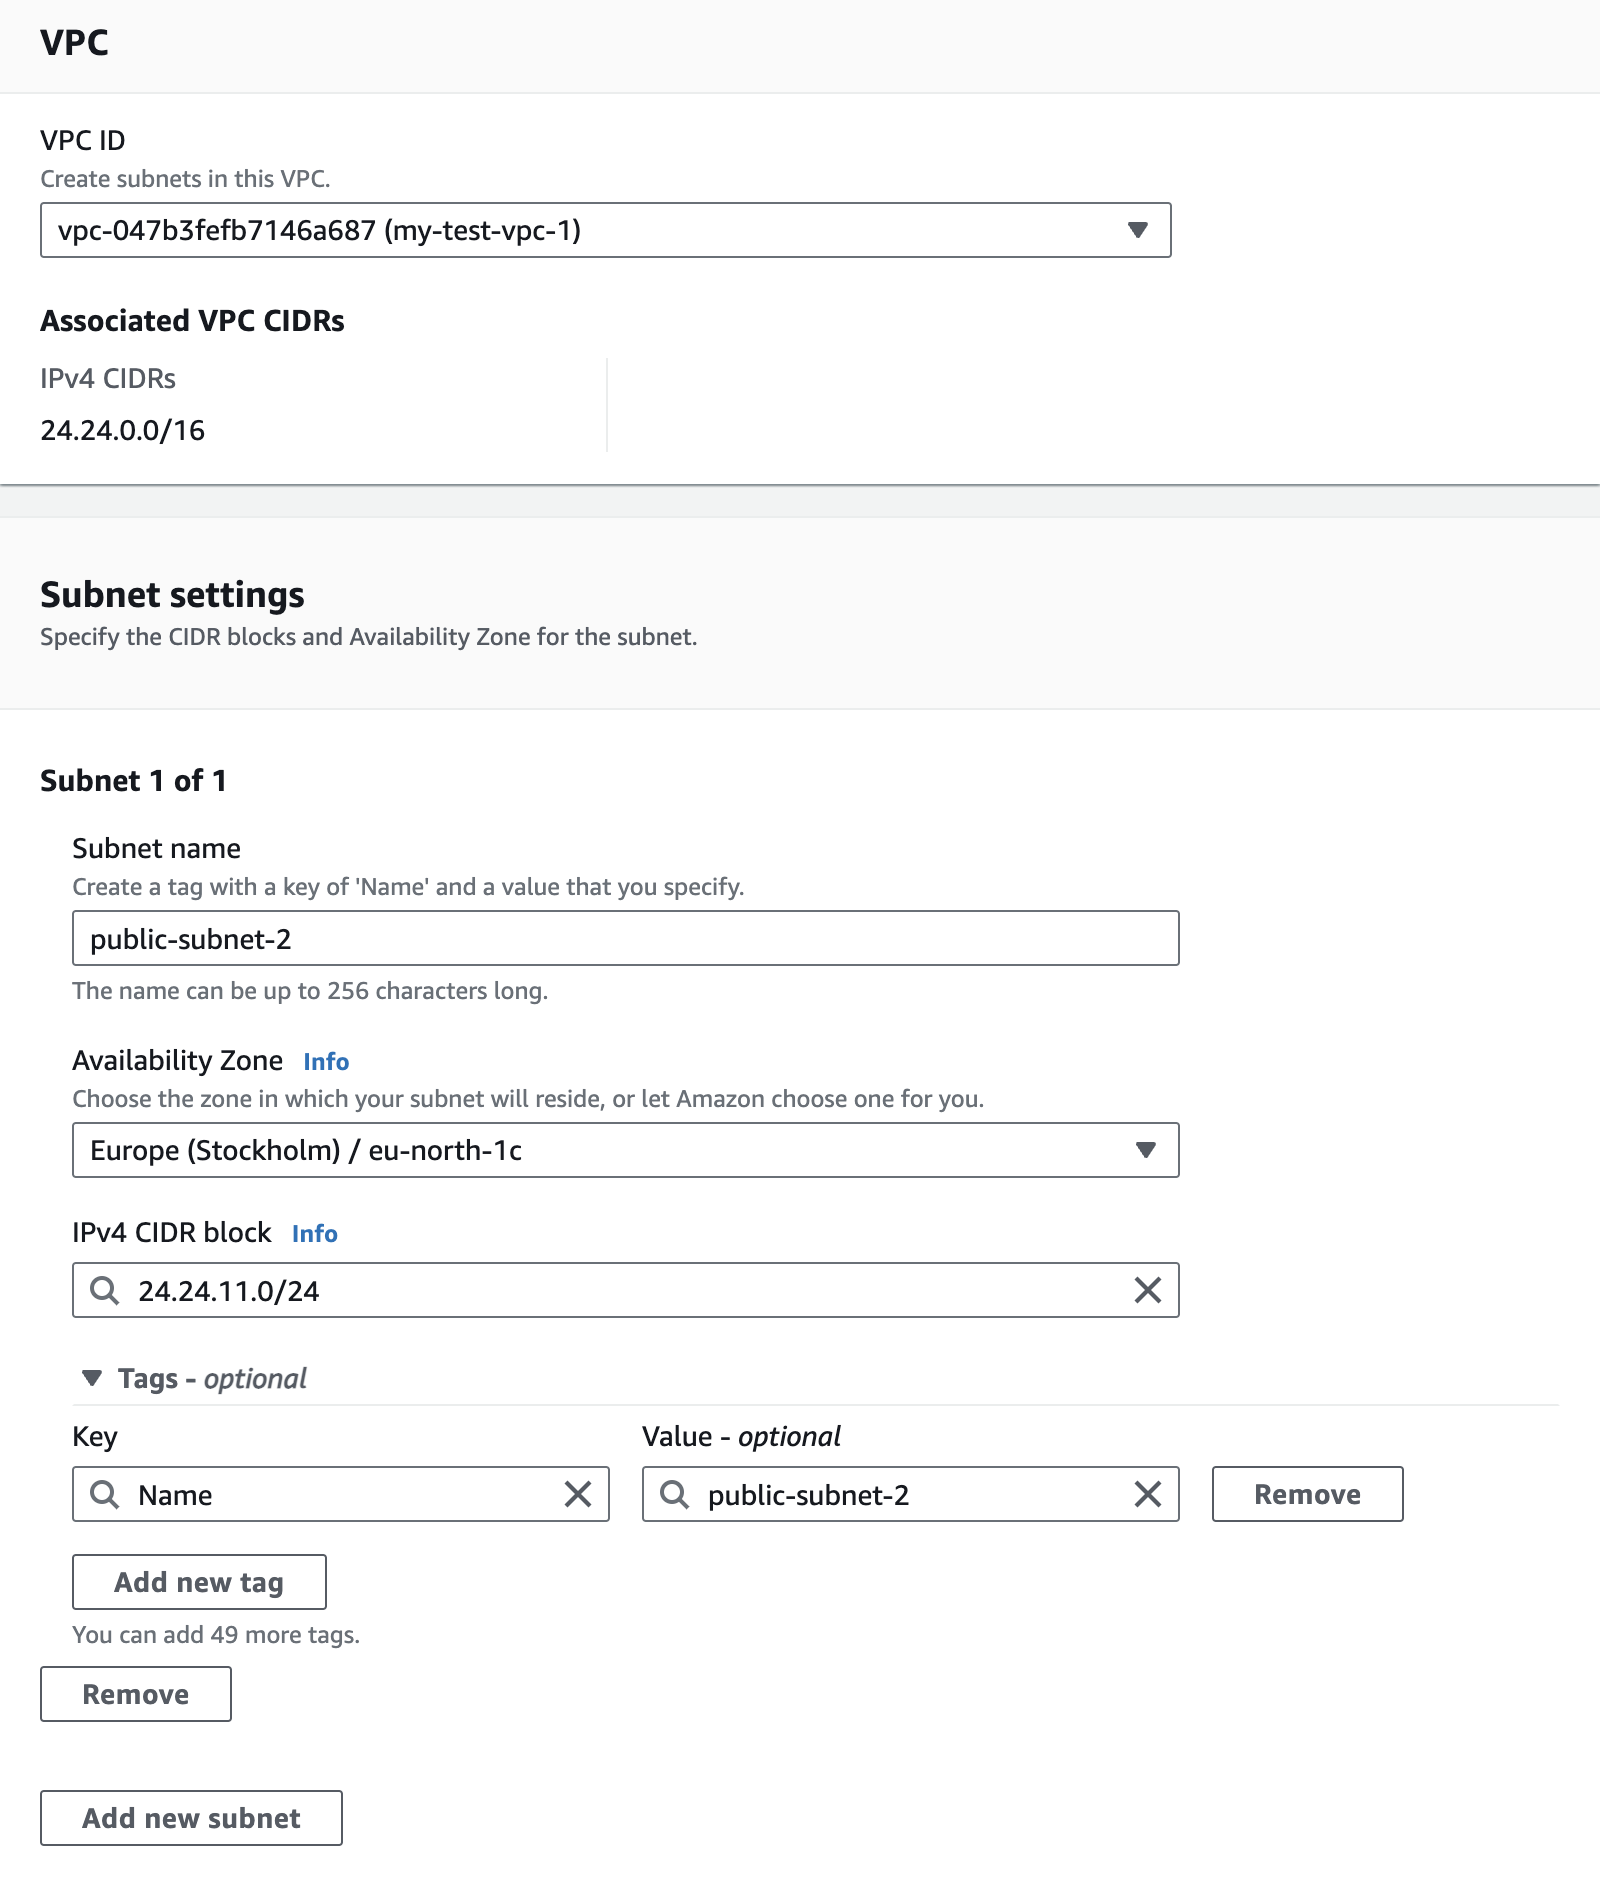 VPC
VPC ID
Create subnets in this VPC.
vpc-047b3fefb7146a687 (my-test-vpc-1)
Associated VPC CIDRs
IPv4 CIDRs
24.24.0.0/16
Subnet settings
Specify the CIDR blocks and Availability Zone for the subnet.
Subnet 1 of 1
Subnet name
Create a tag with a key of 'Name' and a value that you specify.
public-subnet-2
The name can be up to 256 characters long.
Availability Zone Info
Choose the zone in which your subnet will reside, or let Amazon choose one for you.
Europe (Stockholm) / eu-north-1c
IPv4 CIDR block Info
24.24.11.0/24
Tags - optional
Key Value - optional
Name public-subnet-2 Remove
Add new tag
You can add 49 more tags.
Remove
Add new subnet